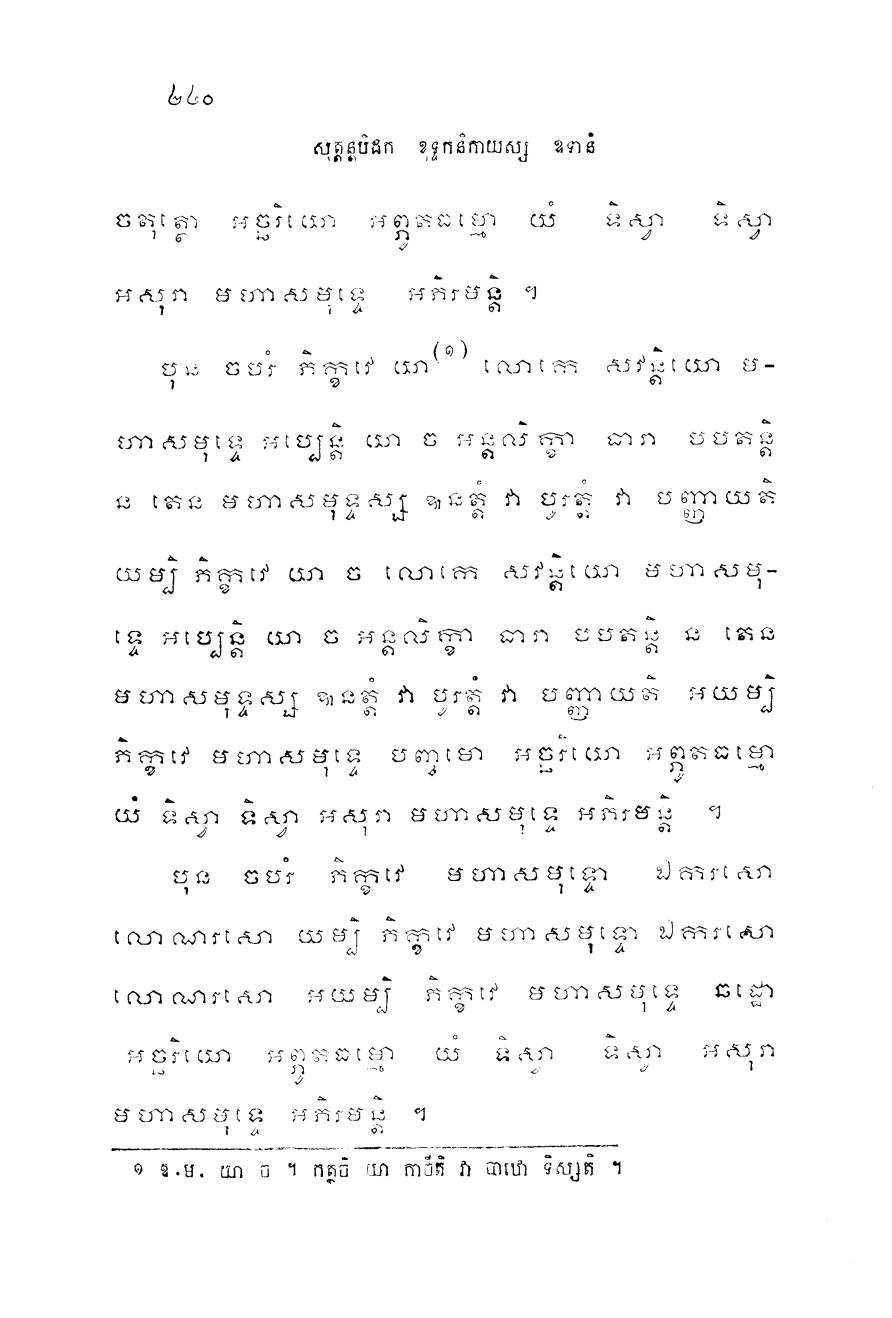 ២៤០
សុត្តន្តបិដក ខុទ្ទកនិកាយស្ស ឧទានំ
ចតុត្ថោ អច្ឆរិយោ អព្ភូតធម្មោ យំ ទិស្វា ទិស្វា
អសុរា មហាសមុទ្ទេ អភិរមន្តិ ។
បុន ចបរំ ភិក្ខវេ យា(១) លោកេ សវន្តិយោ ម-
ហាសមុទ្ទេ អប្បេន្តិ យា ច អន្តលិក្ខា ធារា បបតន្តិ
ន តេន មហាសមុទ្ទស្ស ឩនត្តំ វា បូរត្តំ វា បញ្ញាយតិ
យម្បិ ភិក្ខវេ យា ច លោកេ សវន្តិយោ មហាសមុ-
ទ្ទេ អប្បេន្តិ យា ច អន្តលិក្ខា ធារា បបតន្តិ ន តេន
មហាសមុទ្ទស្ស ឩនត្តំ វា បូរត្តំ វា បញ្ញាយតិ អយម្បិ
ភិក្ខវេ មហាសមុទ្ទេ បញ្ចមោ អច្ឆរិយោ អព្ភូតធម្មោ
យំ ទិស្វា ទិស្វា អសុរា មហាសមុទ្ទេ អភិរមន្តិ ។
បុន ចបរំ ភិក្ខវេ មហាសមុទ្ទោ ឯករសោ
លោណរសោ យម្បិ ភិក្ខវេ មហាសមុទ្ទោ ឯករសោ
លោណរសោ អយម្បិ ភិក្ខវេ មហាសមុទ្ទេ ឆដ្ឋោ
អច្ឆរិយោ អព្ភូតធម្មោ យំ ទិស្វា ទិស្វា អសុរា
មហាសមុទ្ទេ អភិរមន្តិ ។
១ ឱ.ម. យា ច ។ កត្ថចិ យា កាចីតិ វា បាឋោ ទិស្សតិ ។